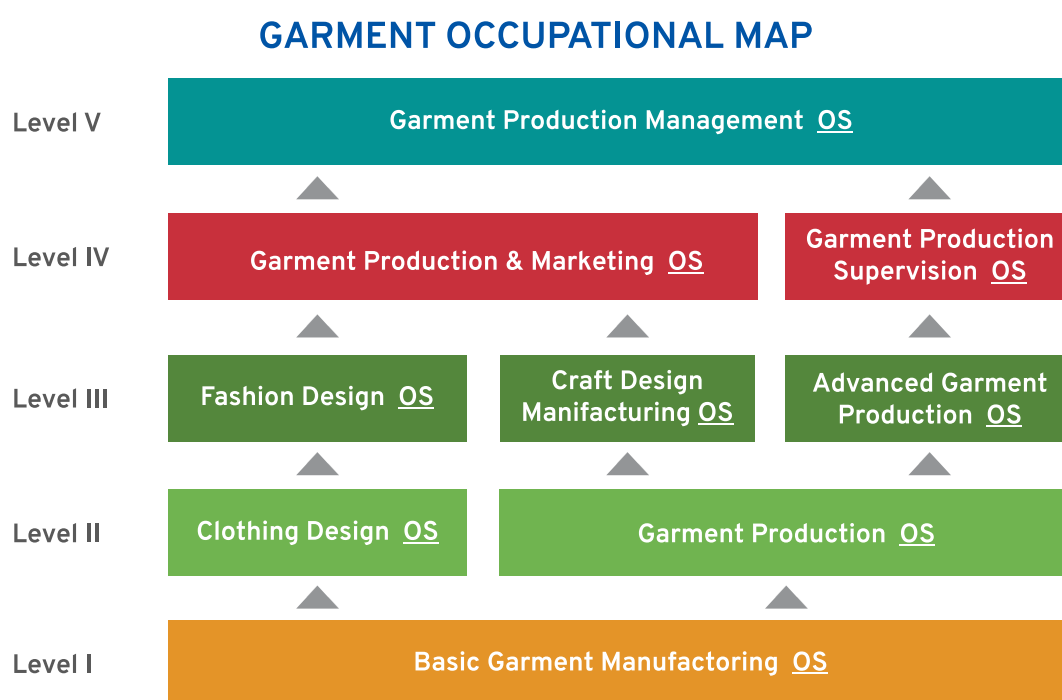 GARMENT OCCUPATIONAL MAP
Level V
Garment Production Management OS
Level IV
Garment Production & Marketing OS
Garment Production
Supervision OS
Level III
Fashion Design OS
Craft Design
Manifacturing OS
Advanced Garment
Production OS
Level II
Clothing Design OS
Garment Production OS
Level I
Basic Garment Manufactoring OS